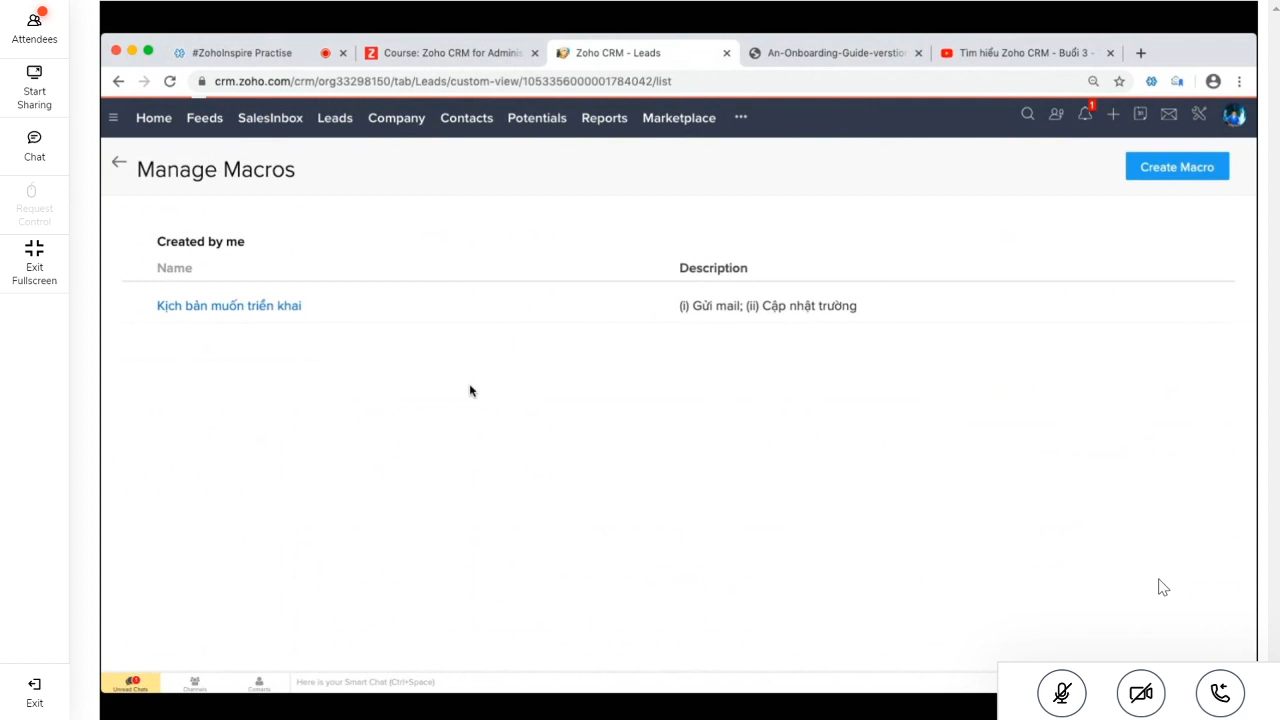 Attendees
Start
Sharing
Chat
Request
Control
Exit
Fullscreen
Exit
#ZohoInspire Practise
Course: Zoho CRM for Adminis
Zoho CRM - Leads
An-Onboarding-Guide-verstion
Tìm hiểu Zoho CRM - Buổi 3 -
crm.zoho.com/crm/org33298150/tab/Leads/custom-view/1053356000001784042/list
Home Feeds SalesInbox Leads Company Contacts Potentials Reports Marketplace ...
1
Manage Macros
Create Macro
Created by me
Name Description
Kịch bản muốn triển khai (i) Gửi mail; (ii) Cập nhật trường
Unread Chats Channels Contacts Here is your Smart Chat (Ctrl+Space)